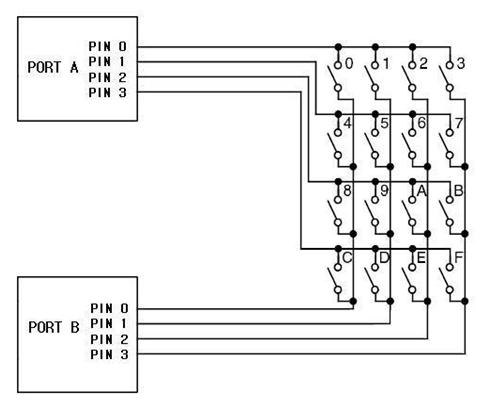 PORT A
PIN 0
PIN 1
PIN 2
PIN 3
0 1 2 3
4 5 6 7
8 9 A B
C D E F
PORT B
PIN 0
PIN 1
PIN 2
PIN 3